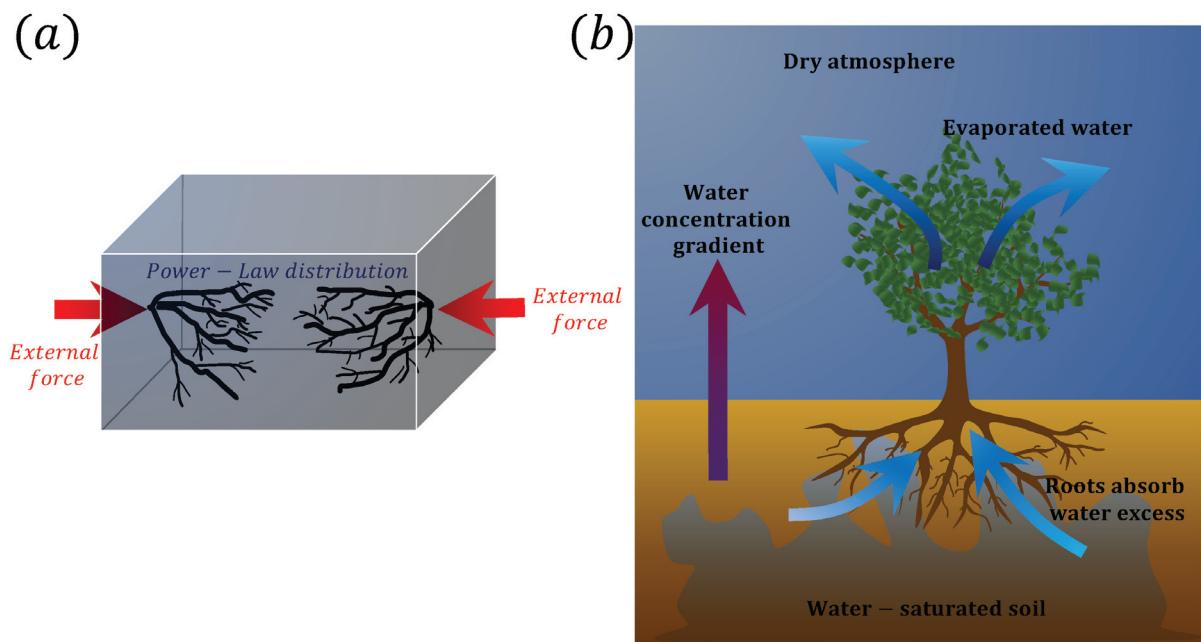 (a)
Power − Law distribution
External
force
External
force
(b)
Dry atmosphere
Evaporated water
Water
concentration
gradient
Roots absorb
water excess
Water − saturated soil